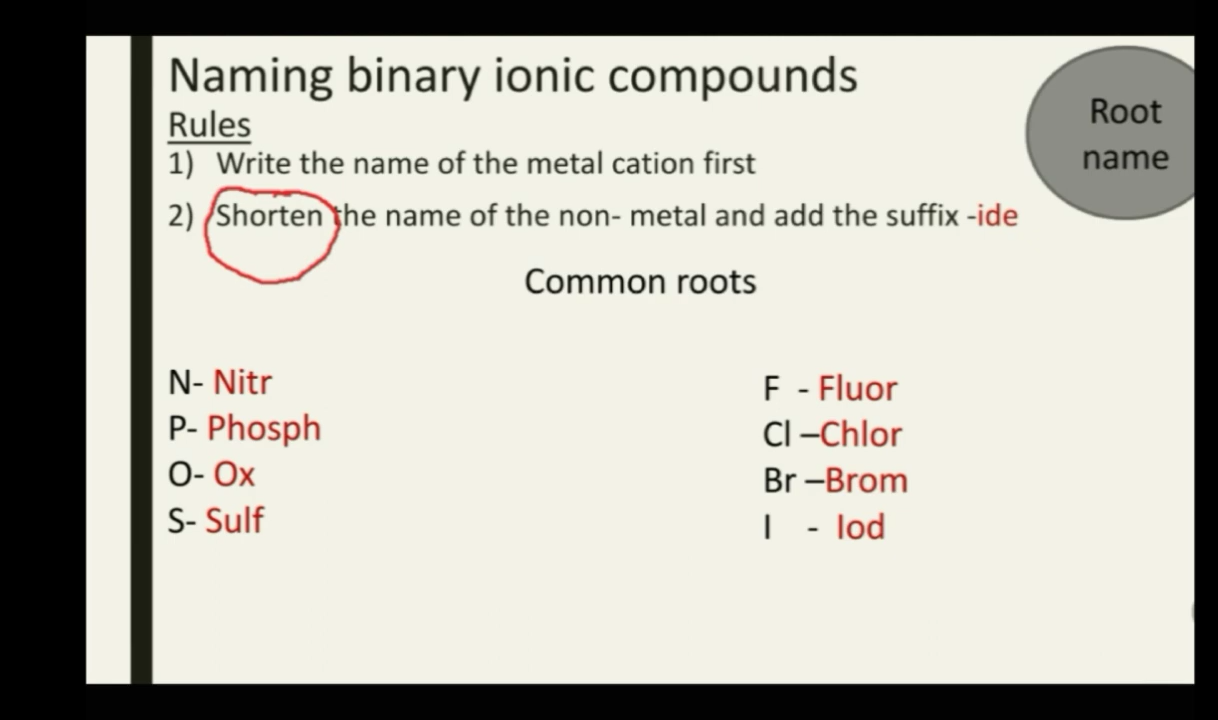 Naming binary ionic compounds
Rules
1) Write the name of the metal cation first
2) Shorten the name of the non- metal and add the suffix -ide
Root
name
Common roots
N- Nitr
P- Phosph
O- Ox
S- Sulf
F - Fluor
Cl –Chlor
Br –Brom
I - Iod